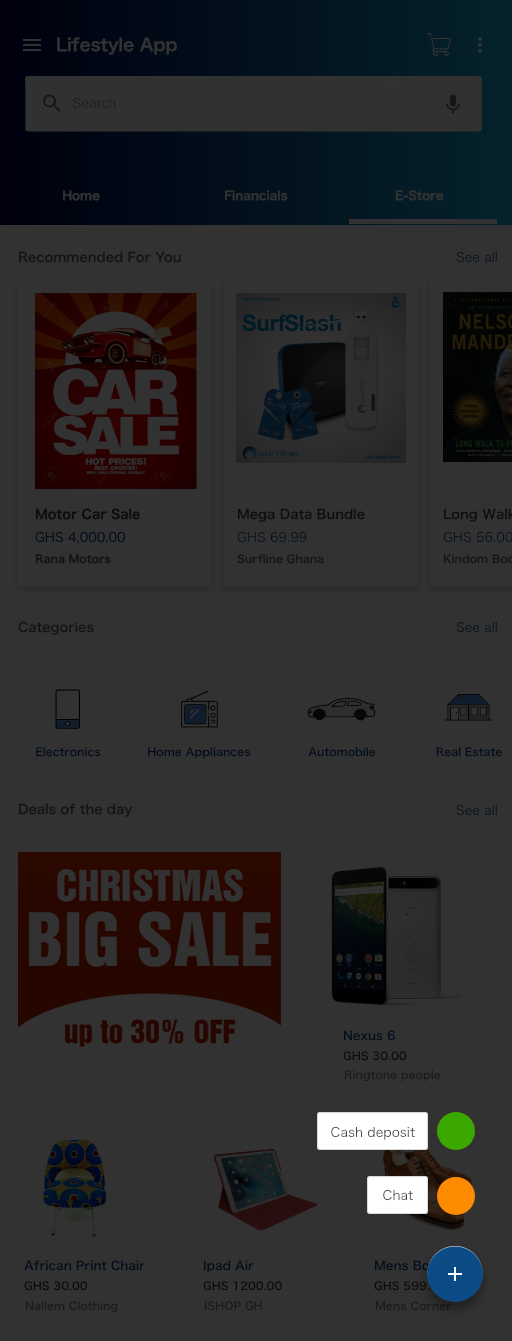 Lifestyle App
Search
Home
Financials
E-Store
Recommended For You
See all
CAR
SALE
HOT PRICES!
BEST CHOICES!
SurfSlash
surfline
Motor Car Sale
GHS 4,000.00
Rana Motors
Mega Data Bundle
GHS 69.99
Surfline Ghana
NELSO
MANDE
LONG WALK TO F
Long Walk
GHS 56.00
Kindom Boo
Categories
See all
Electronics
Home Appliances
Automobile
Real Estate
Deals of the day
See all
CHRISTMAS
BIG SALE
up to 30% OFF
nexus
Nexus 6
GHS 30.00
Ringtone people
Cash deposit
Chat
African Print Chair
GHS 30.00
Nallem Clothing
Ipad Air
GHS 1200.00
ISHOP GH
Mens Bo
GHS 599.
Mens Corner